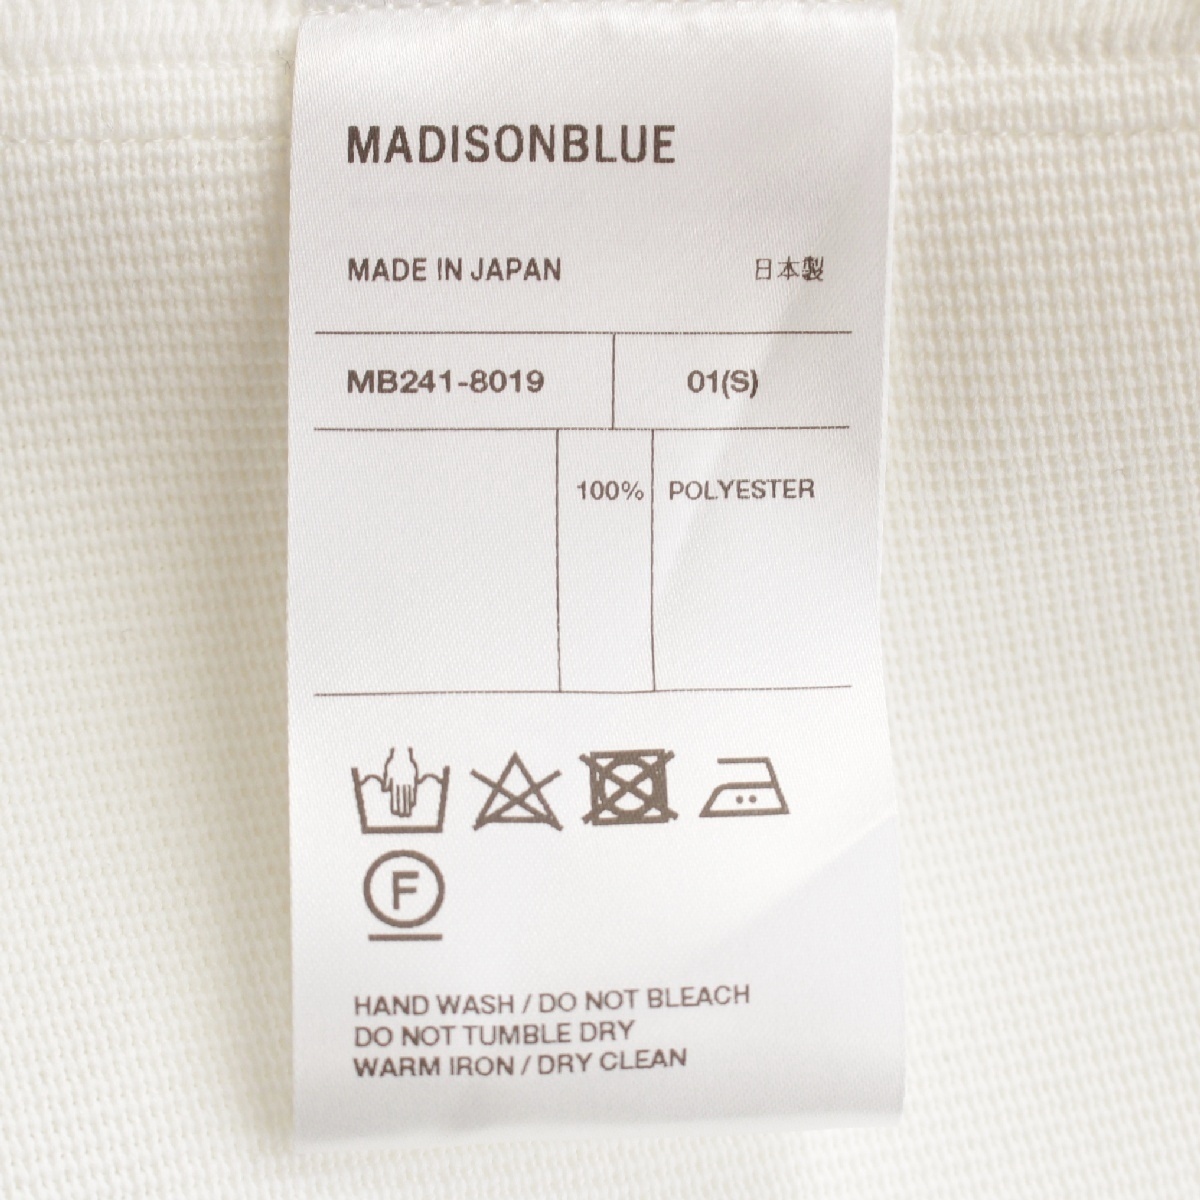 MADISONBLUE
MADE IN JAPAN 日本製
MB241-8019 01(S)
100% POLYESTER
F
HAND WASH / DO NOT BLEACH
DO NOT TUMBLE DRY
WARM IRON / DRY CLEAN